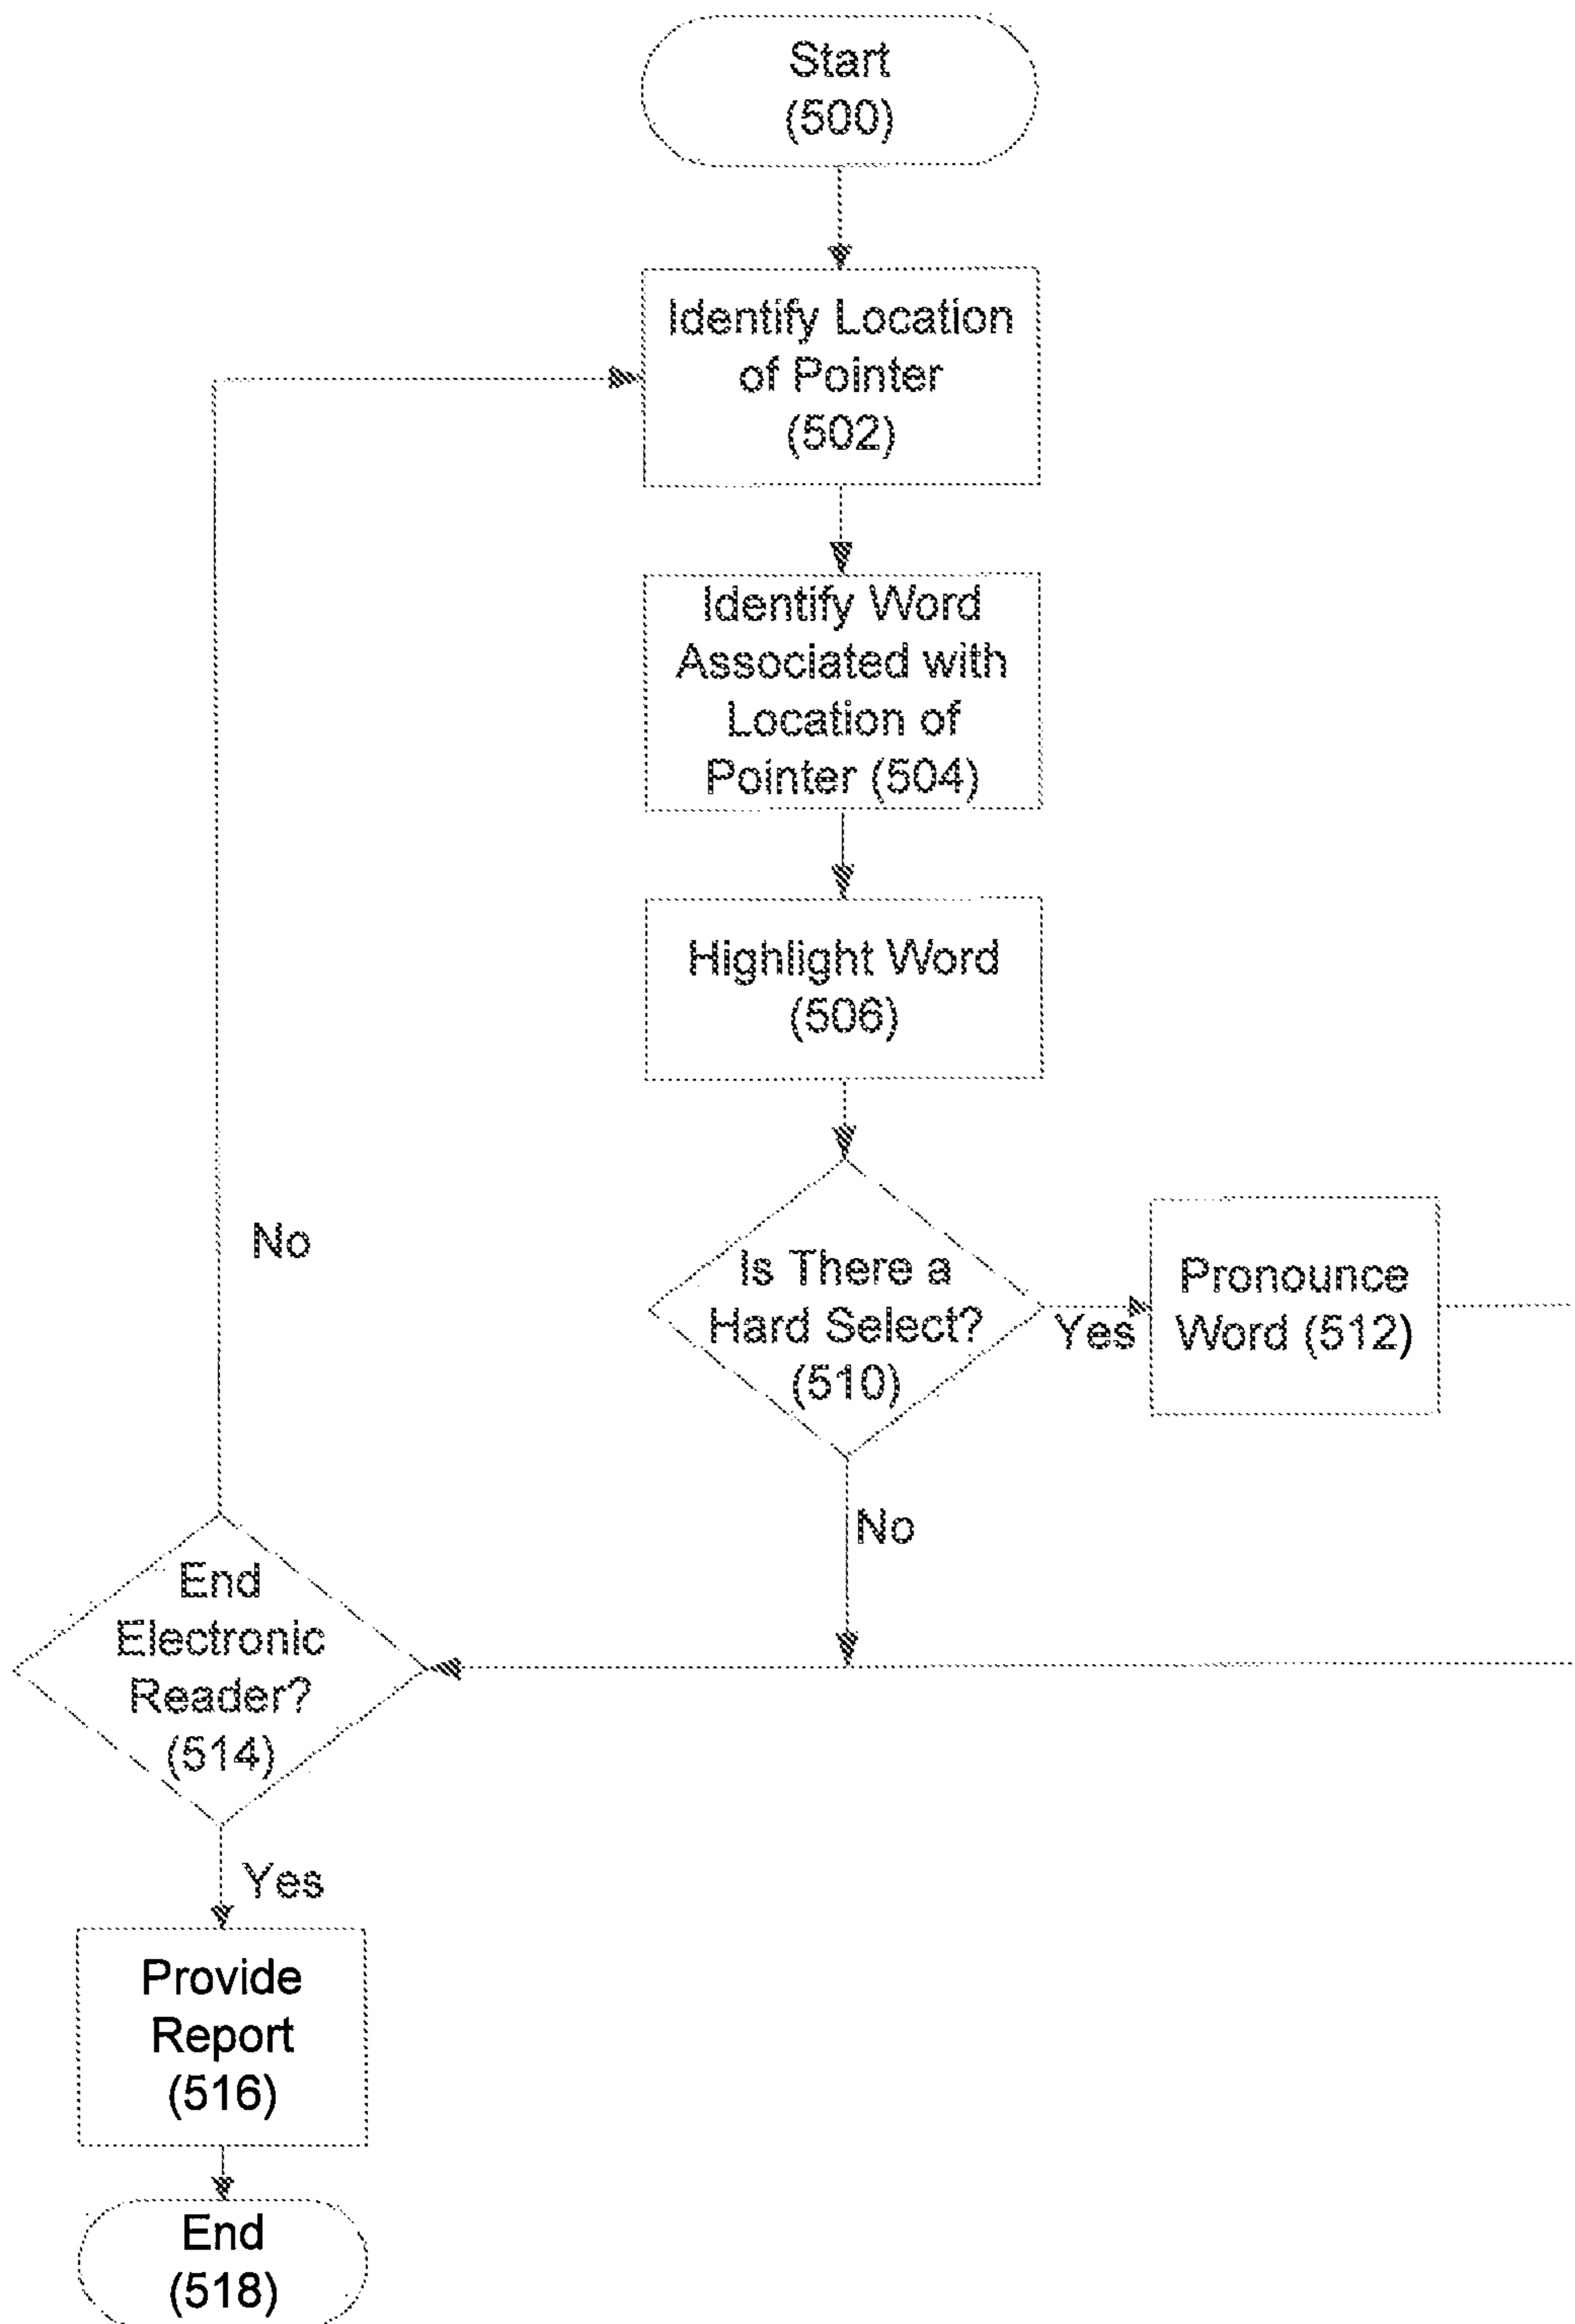 Start
(500)
Identify Location
of Pointer
(502)
Identify Word
Associated with
Location of
Pointer (504)
Highlight Word
(506)
No
Is There a
Hard Select?
(510)
Yes
Pronounce
Word (512)
No
End
Electronic
Reader?
(514)
Yes
Provide
Report
(516)
End
(518)